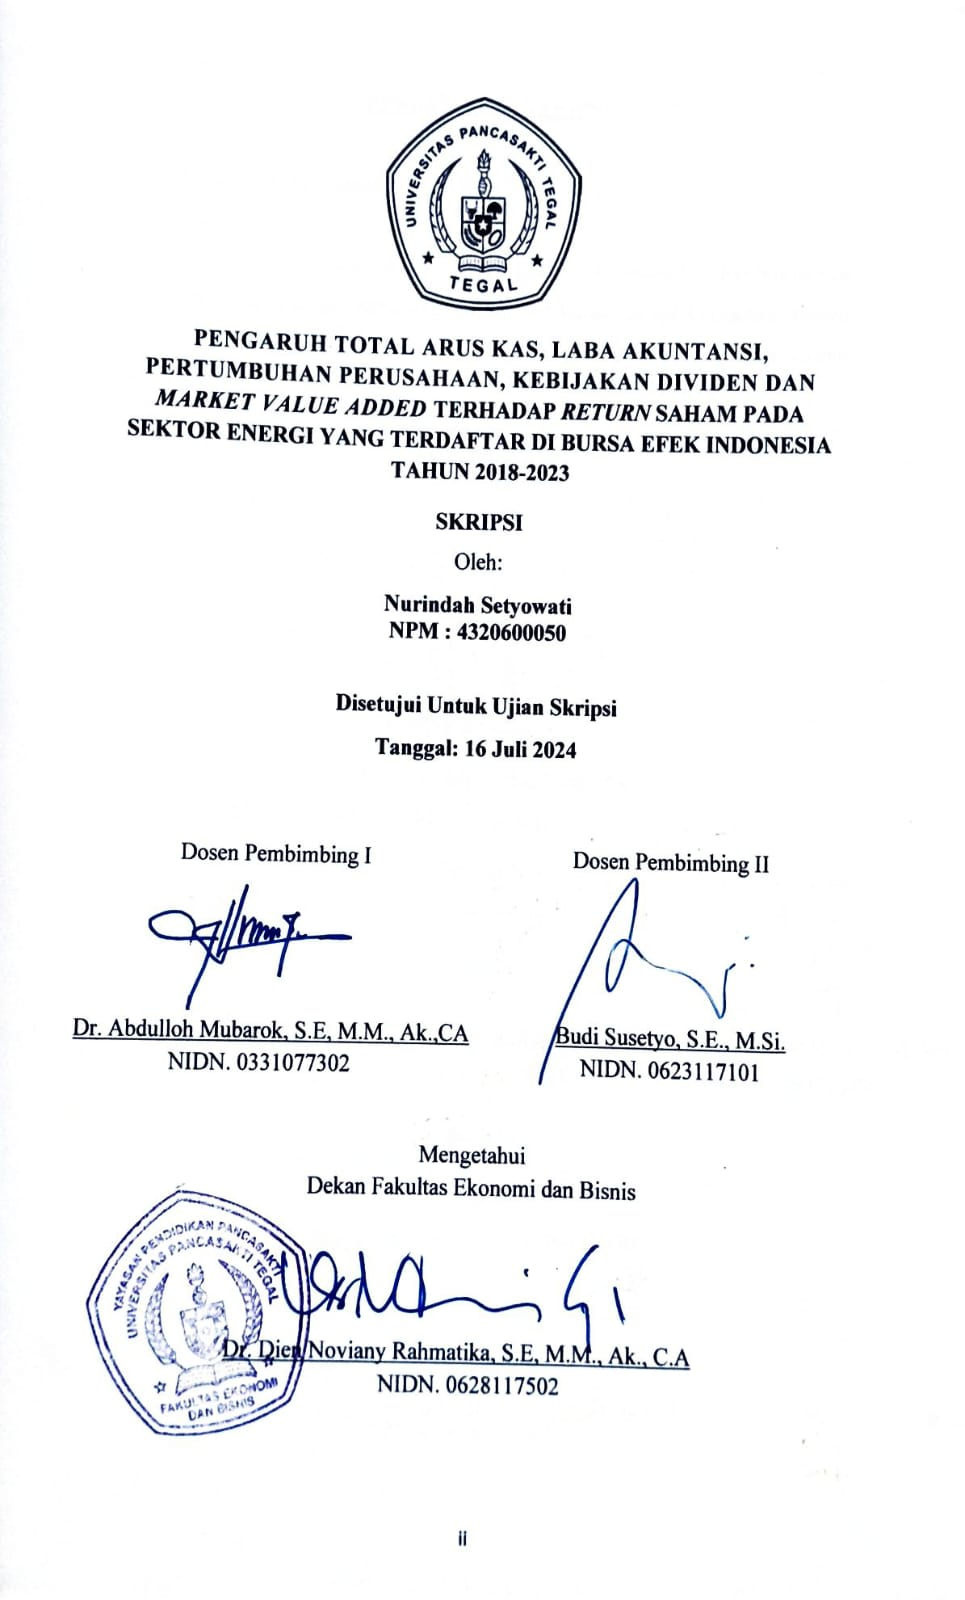 UNIVERSITAS PANCASAKTI TEGAL
TEGAL
PENGARUH TOTAL ARUS KAS, LABA AKUNTANSI,
PERTUMBUHAN PERUSAHAAN, KEBIJAKAN DIVIDEN DAN
MARKET VALUE ADDED TERHADAP RETURN SAHAM PADA
SEKTOR ENERGI YANG TERDAFTAR DI BURSA EFEK INDONESIA
TAHUN 2018-2023
SKRIPSI
Oleh:
Nurindah Setyowati
NPM : 4320600050
Disetujui Untuk Ujian Skripsi
Tanggal: 16 Juli 2024
Dosen Pembimbing I
Dosen Pembimbing II
Dr. Abdulloh Mubarok, S.E, M.M., Ak.,CA
NIDN. 0331077302
Budi Susetyo, S.E., M.Si.
NIDN. 0623117101
Mengetahui
Dekan Fakultas Ekonomi dan Bisnis
YAYASAN PENDIDIKAN PANCASAKTI
UNIVERSITAS PANCASAKTI TEGAL
FAKULTAS EKONOMI
DAN BISNIS
Dr. Dien Noviany Rahmatika, S.E, M.M., Ak., C.A
NIDN. 0628117502
ii